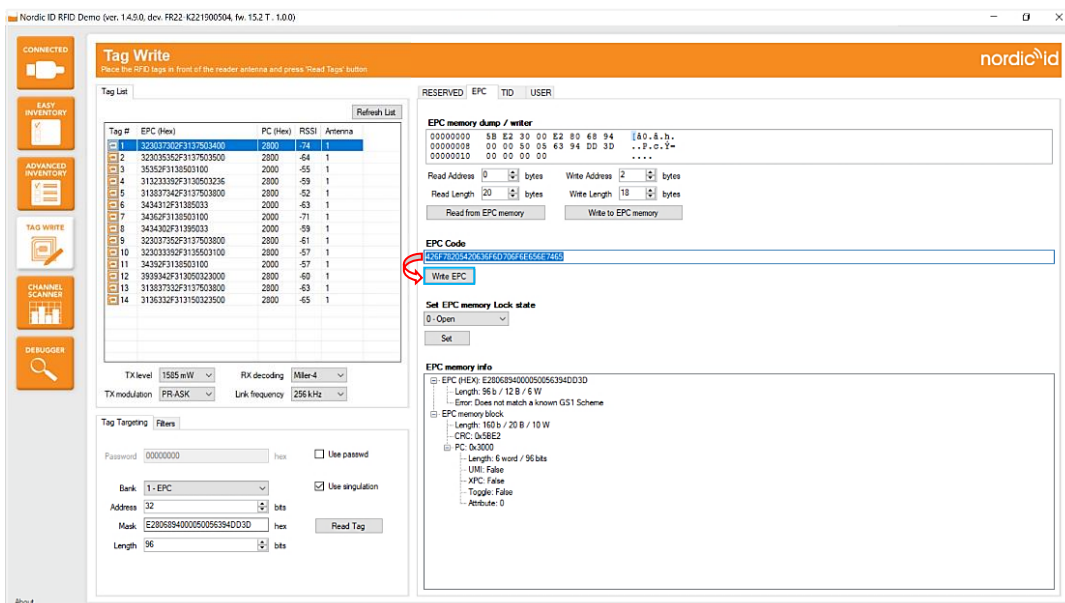 Nordic ID RFID Demo (ver. 1.4.9.0, dev. FR22-K221900504, fw. 15.2 T . 1.0.0)
CONNECTED
EASY
INVENTORY
ADVANCED
INVENTORY
TAG WRITE
CHANNEL
SCANNER
DEBUGGER
About
Tag Write
Place the RFID tags in front of the reader antenna and press 'Read Tags' button
nordic id
Tag List
Refresh List
Tag # EPC (Hex) PC (Hex) RSSI Antenna
1 323037302F3137503400 2800 -74 1
2 323035352F3137503500 2800 -64 1
3 35352F3138503100 2000 -55 1
4 313233392F3130503236 2800 -59 1
5 313837342F3137503800 2800 -52 1
6 3434312F31385033 2000 -63 1
7 34362F3138503100 2000 -71 1
8 3434302F31395033 2000 -59 1
9 323037352F3137503800 2800 -61 1
10 323033392F3135503100 2800 -57 1
11 34392F3138503100 2000 -57 1
12 3939342F313050323000 2800 -60 1
13 313837332F3137503800 2800 -63 1
14 3136332F313150323500 2800 -65 1
TX level 1585 mW RX decoding Miller-4
TX modulation PR-ASK Link frequency 256 kHz
Tag Targeting Filters
Password 00000000 hex Use passwd
Bank 1 - EPC Use singulation
Address 32 bits
Mask E2806894000050056394DD3D hex Read Tag
Length 96 bits
RESERVED EPC TID USER
EPC memory dump / writer
00000000 5B E2 30 00 E2 80 68 94 [â0.â.h.
00000008 00 00 50 05 63 94 DD 3D ..P.c.Ý=
00000010 00 00 00 00 ....
Read Address 0 bytes Write Address 2 bytes
Read Length 20 bytes Write Length 18 bytes
Read from EPC memory Write to EPC memory
EPC Code
426F78205420636F6D706F6E656E7465
Write EPC
Set EPC memory Lock state
0 - Open
Set
EPC memory info
EPC (HEX): E2806894000050056394DD3D
Length: 96 b / 12 B / 6 W
Error: Does not match a known GS1 Scheme
EPC memory block
Length: 160 b / 20 B / 10 W
CRC: 0x5BE2
PC: 0x3000
Length: 6 word / 96 bits
UMI: False
XPC: False
Toggle: False
Attribute: 0